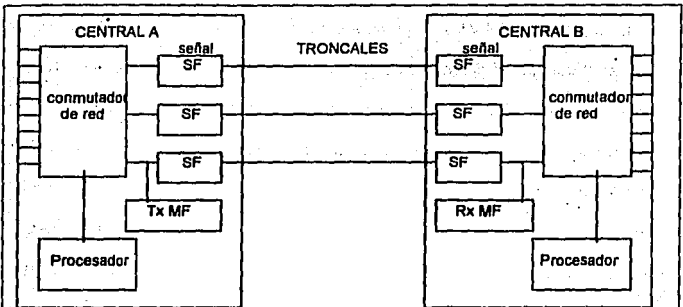 CENTRAL A
TRONCALES
CENTRAL B
señal
SF
señal
SF
conmutador
de red
conmutador
de red
SF
SF
SF
SF
Tx MF
Rx MF
Procesador
Procesador